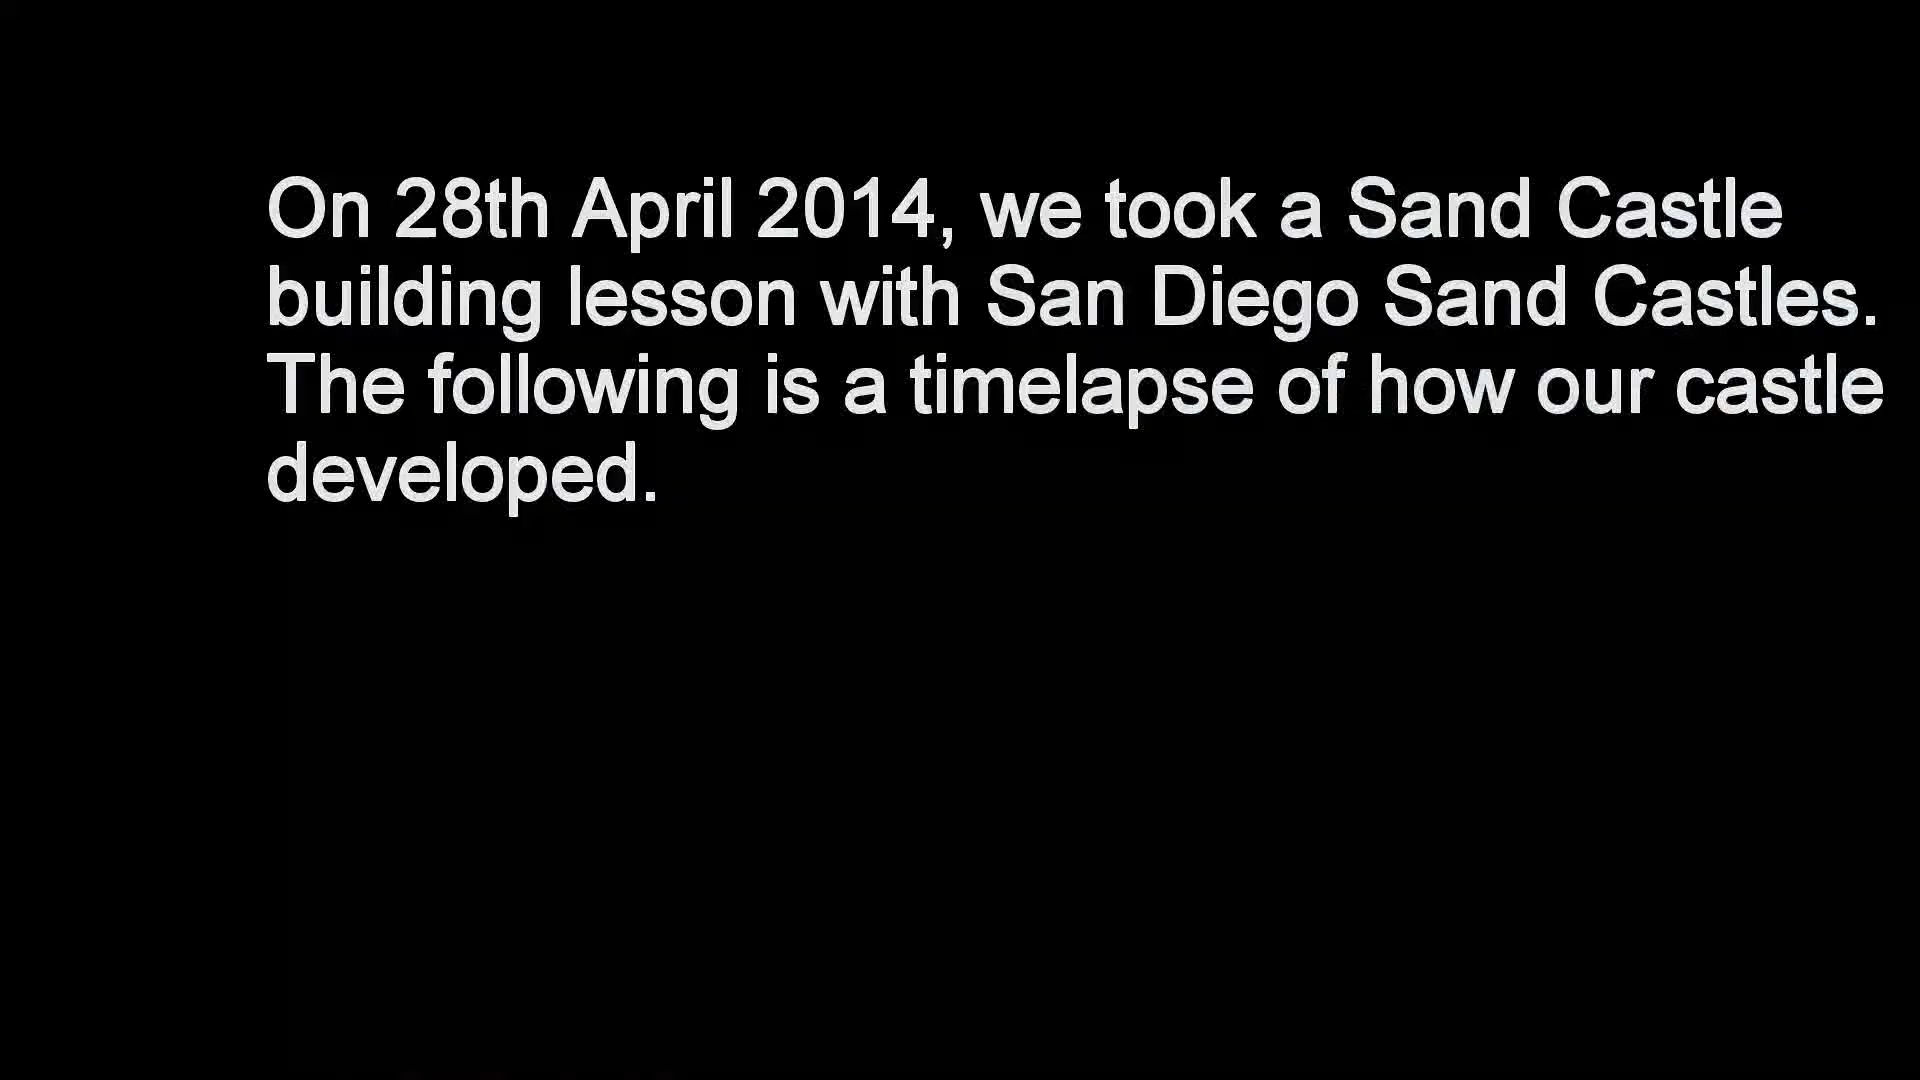 On 28th April 2014, we took a Sand Castle
building lesson with San Diego Sand Castles.
The following is a timelapse of how our castle
developed.